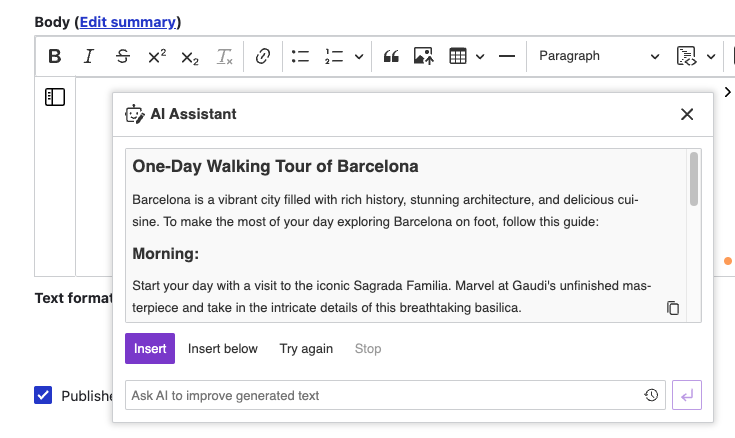 Body (Edit summary)
B I S X² X₂ Tx Paragraph
AI Assistant
One-Day Walking Tour of Barcelona
Barcelona is a vibrant city filled with rich history, stunning architecture, and delicious cui-
sine. To make the most of your day exploring Barcelona on foot, follow this guide:
Morning:
Start your day with a visit to the iconic Sagrada Familia. Marvel at Gaudi's unfinished mas-
terpiece and take in the intricate details of this breathtaking basilica.
Text format
Insert Insert below Try again Stop
Publishe
Ask AI to improve generated text